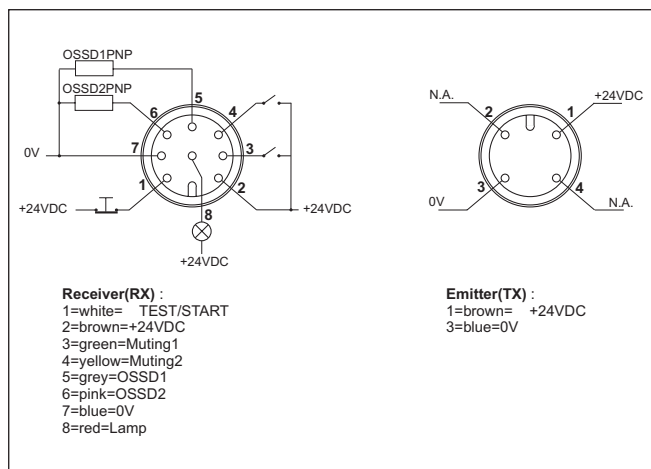 OSSD1PNP
OSSD2PNP
5
6
4
0V
7
3
1
2
+24VDC
+24VDC
8
+24VDC
N.A.
+24VDC
2
1
3
4
0V
N.A.
Receiver(RX) :
1=white= TEST/START
2=brown=+24VDC
3=green=Muting1
4=yellow=Muting2
5=grey=OSSD1
6=pink=OSSD2
7=blue=0V
8=red=Lamp
Emitter(TX) :
1=brown= +24VDC
3=blue=0V